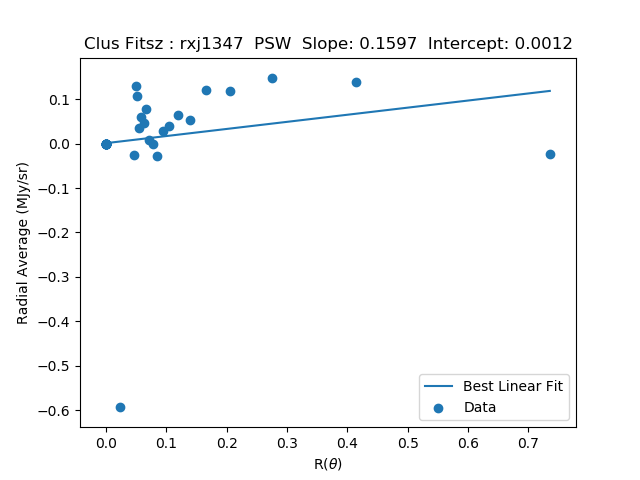 Clus Fitsz : rxj1347  PSW  Slope: 0.1597  Intercept: 0.0012
0.1
0.0
−0.1
−0.2
−0.3
−0.4
−0.5
−0.6
Radial Average (MJy/sr)
Best Linear Fit
Data
0.0 0.1 0.2 0.3 0.4 0.5 0.6 0.7
R(θ)